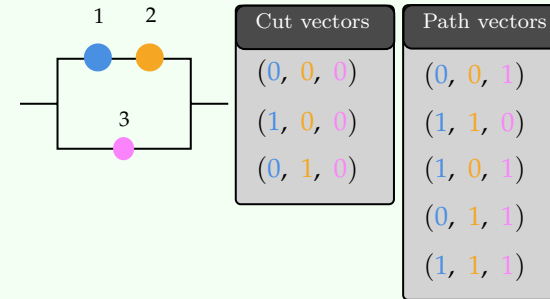 1 2
3
Cut vectors
(0, 0, 0)
(1, 0, 0)
(0, 1, 0)
Path vectors
(0, 0, 1)
(1, 1, 0)
(1, 0, 1)
(0, 1, 1)
(1, 1, 1)